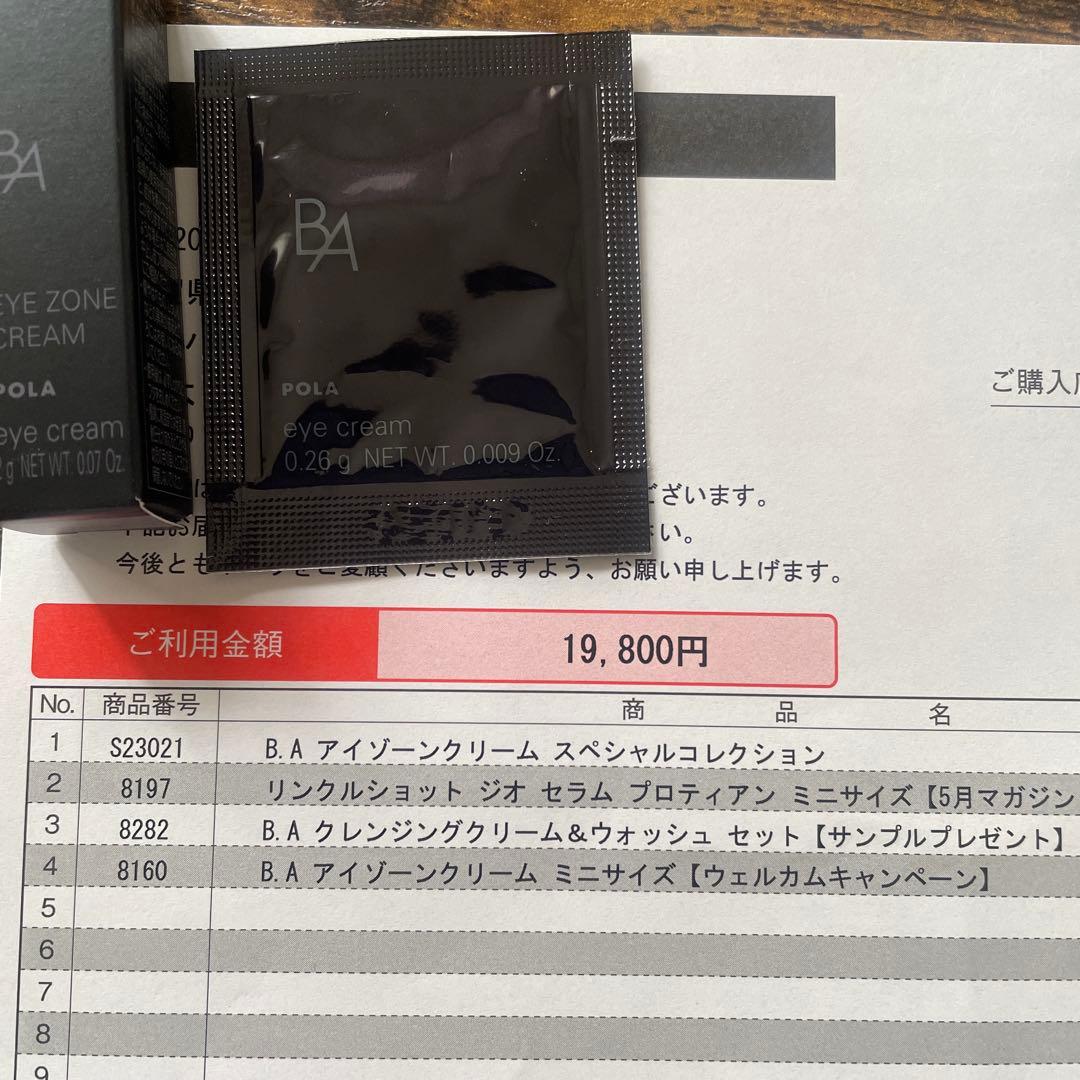 BA
EYE ZONE
CREAM
POLA
eye cream
2g NET WT. 0.07 Oz.
BA
POLA
eye cream
0.26 g NET WT. 0.009 Oz.
ご購入
ございます。
さい。
今後とも
ご愛顧くださいますよう、お願い申し上げます。
ご利用金額 19,800円
No. 商品番号 商品名
1 S23021 B.A アイゾーンクリーム スペシャルコレクション
2 8197 リンクルショット ジオ セラム プロティアン ミニサイズ【5月マガジン
3 8282 B.A クレンジングクリーム&ウォッシュ セット【サンプルプレゼント】
4 8160 B.A アイゾーンクリーム ミニサイズ【ウェルカムキャンペーン】
5
6
7
8
9